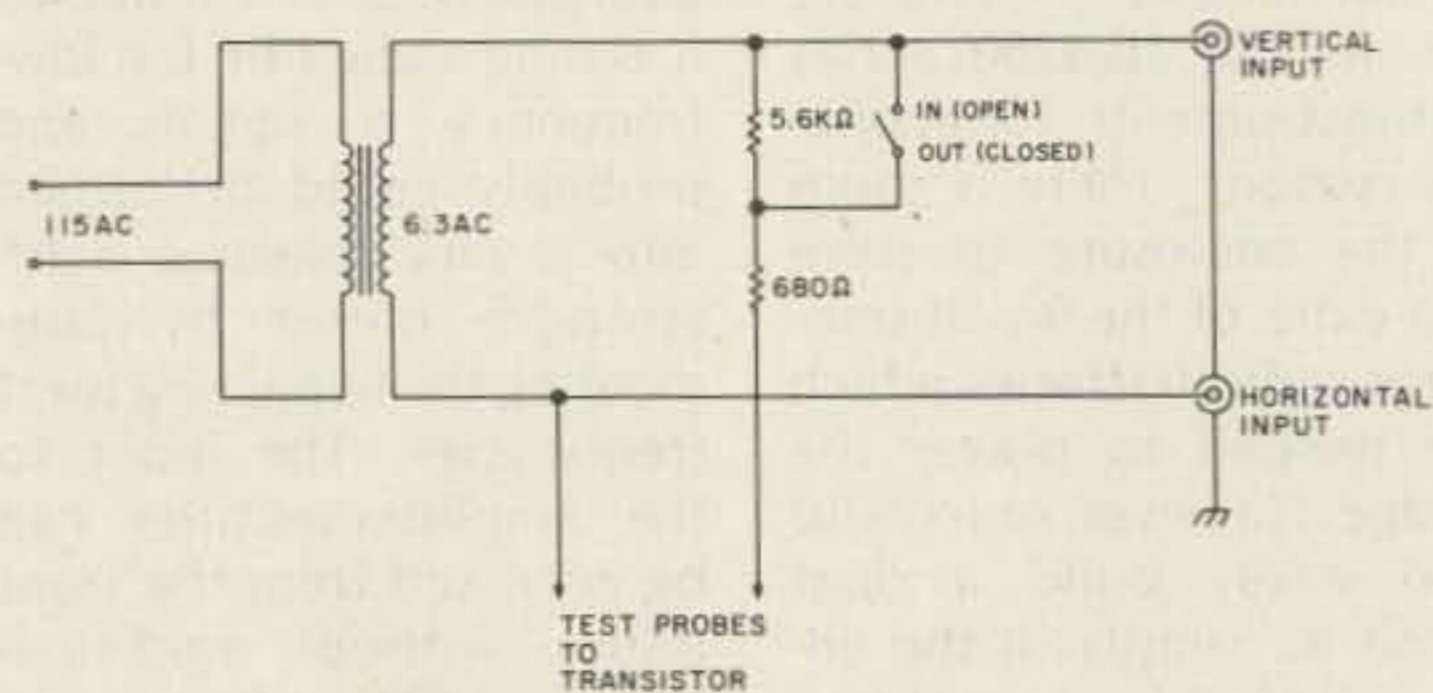 VERTICAL
INPUT
5.6KΩ
IN (OPEN)
OUT (CLOSED)
115AC
6.3AC
680Ω
HORIZONTAL
INPUT
TEST PROBES
TO
TRANSISTOR